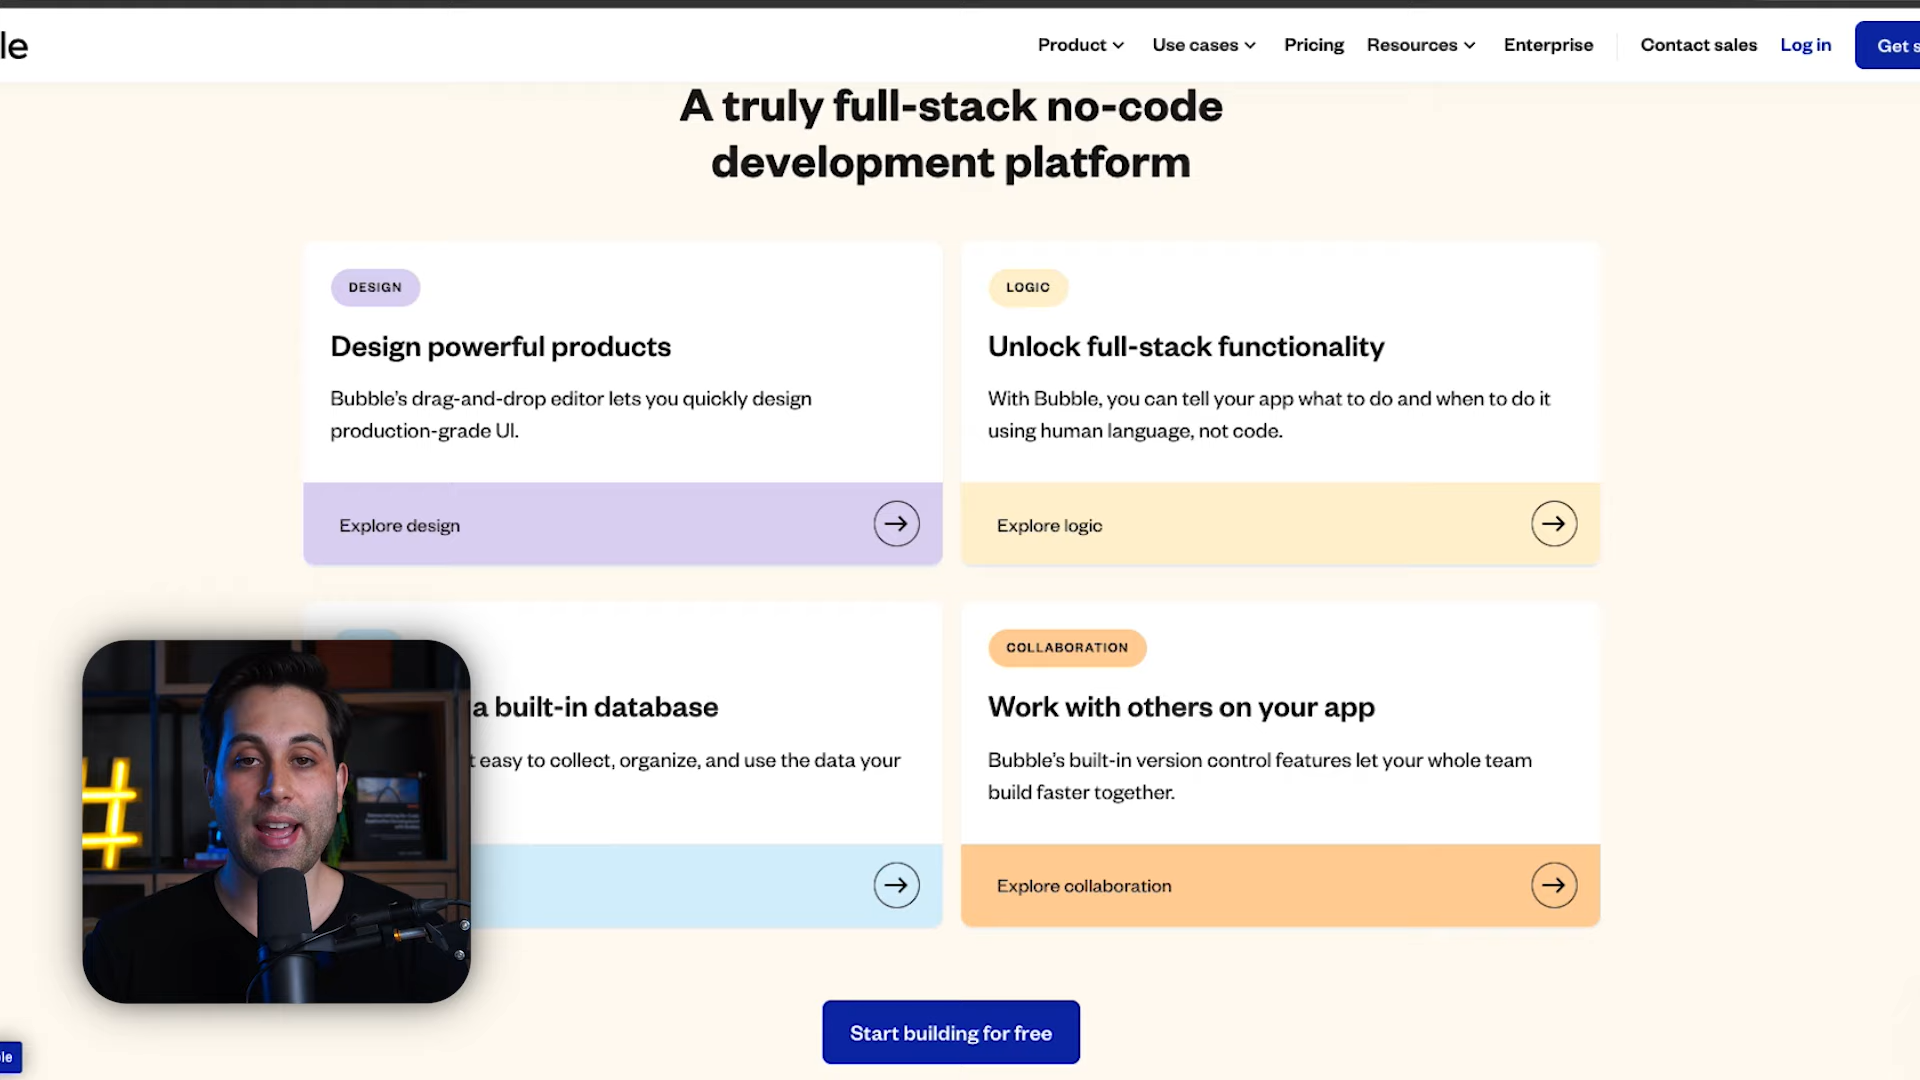 le
Product
Use cases
Pricing
Resources
Enterprise
Contact sales
Log in
Get s
A truly full-stack no-code
development platform
DESIGN
Design powerful products
Bubble’s drag-and-drop editor lets you quickly design
production-grade UI.
Explore design
LOGIC
Unlock full-stack functionality
With Bubble, you can tell your app what to do and when to do it
using human language, not code.
Explore logic
a built-in database
t easy to collect, organize, and use the data your
COLLABORATION
Work with others on your app
Bubble’s built-in version control features let your whole team
build faster together.
Explore collaboration
#
Start building for free
le